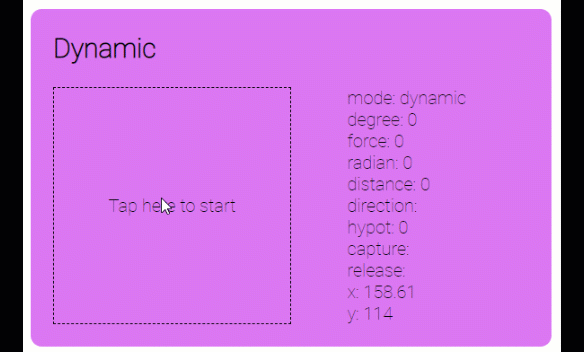 Dynamic
Tap here to start
mode: dynamic
degree: 0
force: 0
radian: 0
distance: 0
direction:
hypot: 0
capture:
release:
x: 158.61
y: 114